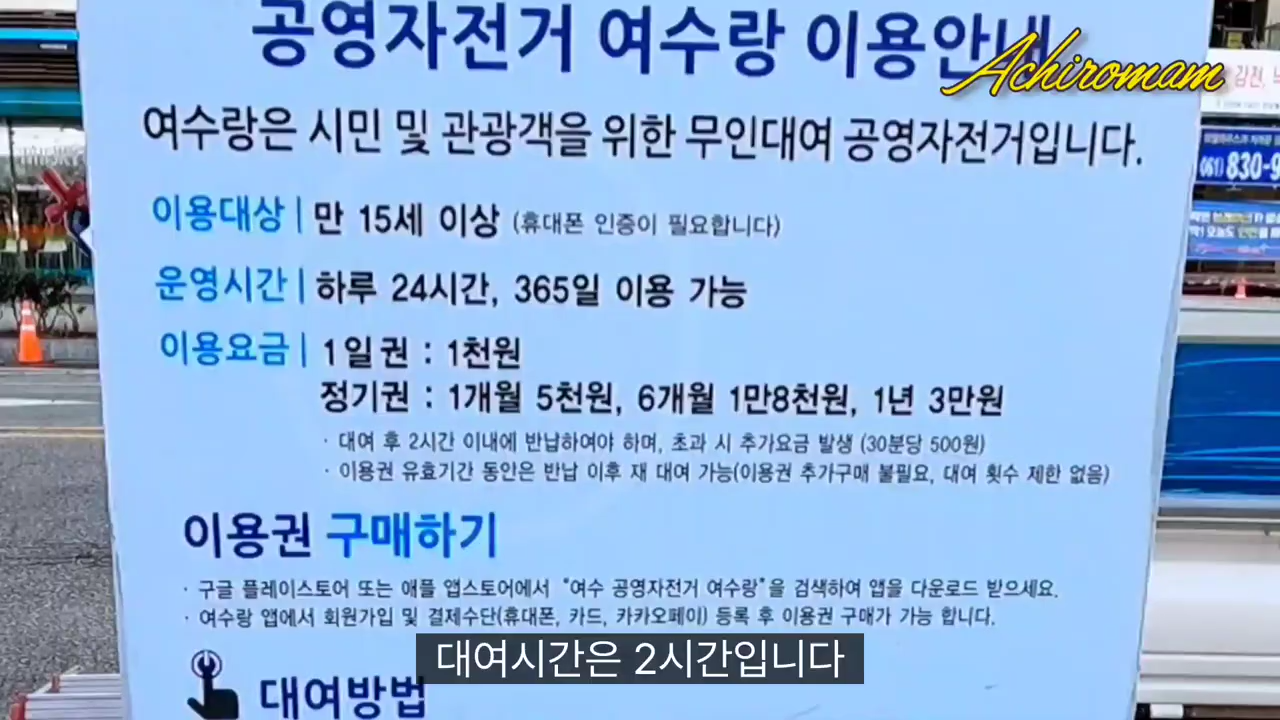 공영자전거 여수랑 이용안내
Achiromam
여수랑은 시민 및 관광객을 위한 무인대여 공영자전거입니다.
이용대상 | 만 15세 이상 (휴대폰 인증이 필요합니다)
운영시간 | 하루 24시간, 365일 이용 가능
이용요금 | 1일권 : 1천원
정기권 : 1개월 5천원, 6개월 1만8천원, 1년 3만원
· 대여 후 2시간 이내에 반납하여야 하며, 초과 시 추가요금 발생 (30분당 500원)
· 이용권 유효기간 동안은 반납 이후 재 대여 가능(이용권 추가구매 불필요, 대여 횟수 제한 없음)
이용권 구매하기
· 구글 플레이스토어 또는 애플 앱스토어에서 “여수 공영자전거 여수랑”을 검색하여 앱을 다운로드 받으세요.
· 여수랑 앱에서 회원가입 및 결제수단(휴대폰, 카드, 카카오페이) 등록 후 이용권 구매가 가능 합니다.
대여방법
대여시간은 2시간입니다
감전,
(061) 830-9